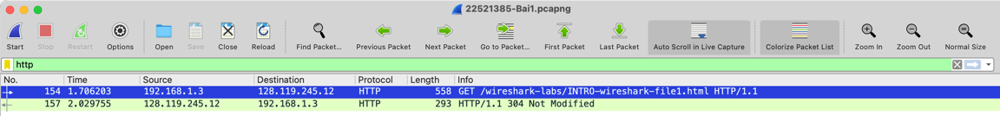 22521385-Bai1.pcapng
Start Stop Restart Options Open Save Close Reload Find Packet... Previous Packet Next Packet Go to Packet... First Packet Last Packet Auto Scroll in Live Capture Colorize Packet List Zoom In Zoom Out Normal Size
http
No. Time Source Destination Protocol Length Info
154 1.706203 192.168.1.3 128.119.245.12 HTTP 558 GET /wireshark-labs/INTRO-wireshark-file1.html HTTP/1.1
157 2.029755 128.119.245.12 192.168.1.3 HTTP 293 HTTP/1.1 304 Not Modified